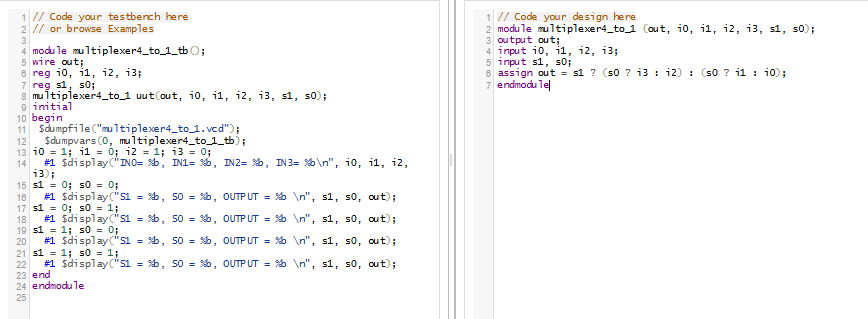 1 // Code your testbench here
2 // or browse Examples
3
4 module multiplexer4_to_1_tb();
5 wire out;
6 reg i0, i1, i2, i3;
7 reg s1, s0;
8 multiplexer4_to_1 uut(out, i0, i1, i2, i3, s1, s0);
9 initial
10 begin
11 $dumpfile("multiplexer4_to_1.vcd");
12 $dumpvars(0, multiplexer4_to_1_tb);
13 i0 = 1; i1 = 0; i2 = 1; i3 = 0;
14 #1 $display("IN0= %b, IN1= %b, IN2= %b, IN3= %b\n", i0, i1, i2,
i3);
15 s1 = 0; s0 = 0;
16 #1 $display("S1 = %b, S0 = %b, OUTPUT = %b \n", s1, s0, out);
17 s1 = 0; s0 = 1;
18 #1 $display("S1 = %b, S0 = %b, OUTPUT = %b \n", s1, s0, out);
19 s1 = 1; s0 = 0;
20 #1 $display("S1 = %b, S0 = %b, OUTPUT = %b \n", s1, s0, out);
21 s1 = 1; s0 = 1;
22 #1 $display("S1 = %b, S0 = %b, OUTPUT = %b \n", s1, s0, out);
23 end
24 endmodule
25
1 // Code your design here
2 module multiplexer4_to_1 (out, i0, i1, i2, i3, s1, s0);
3 output out;
4 input i0, i1, i2, i3;
5 input s1, s0;
6 assign out = s1 ? (s0 ? i3 : i2) : (s0 ? i1 : i0);
7 endmodule